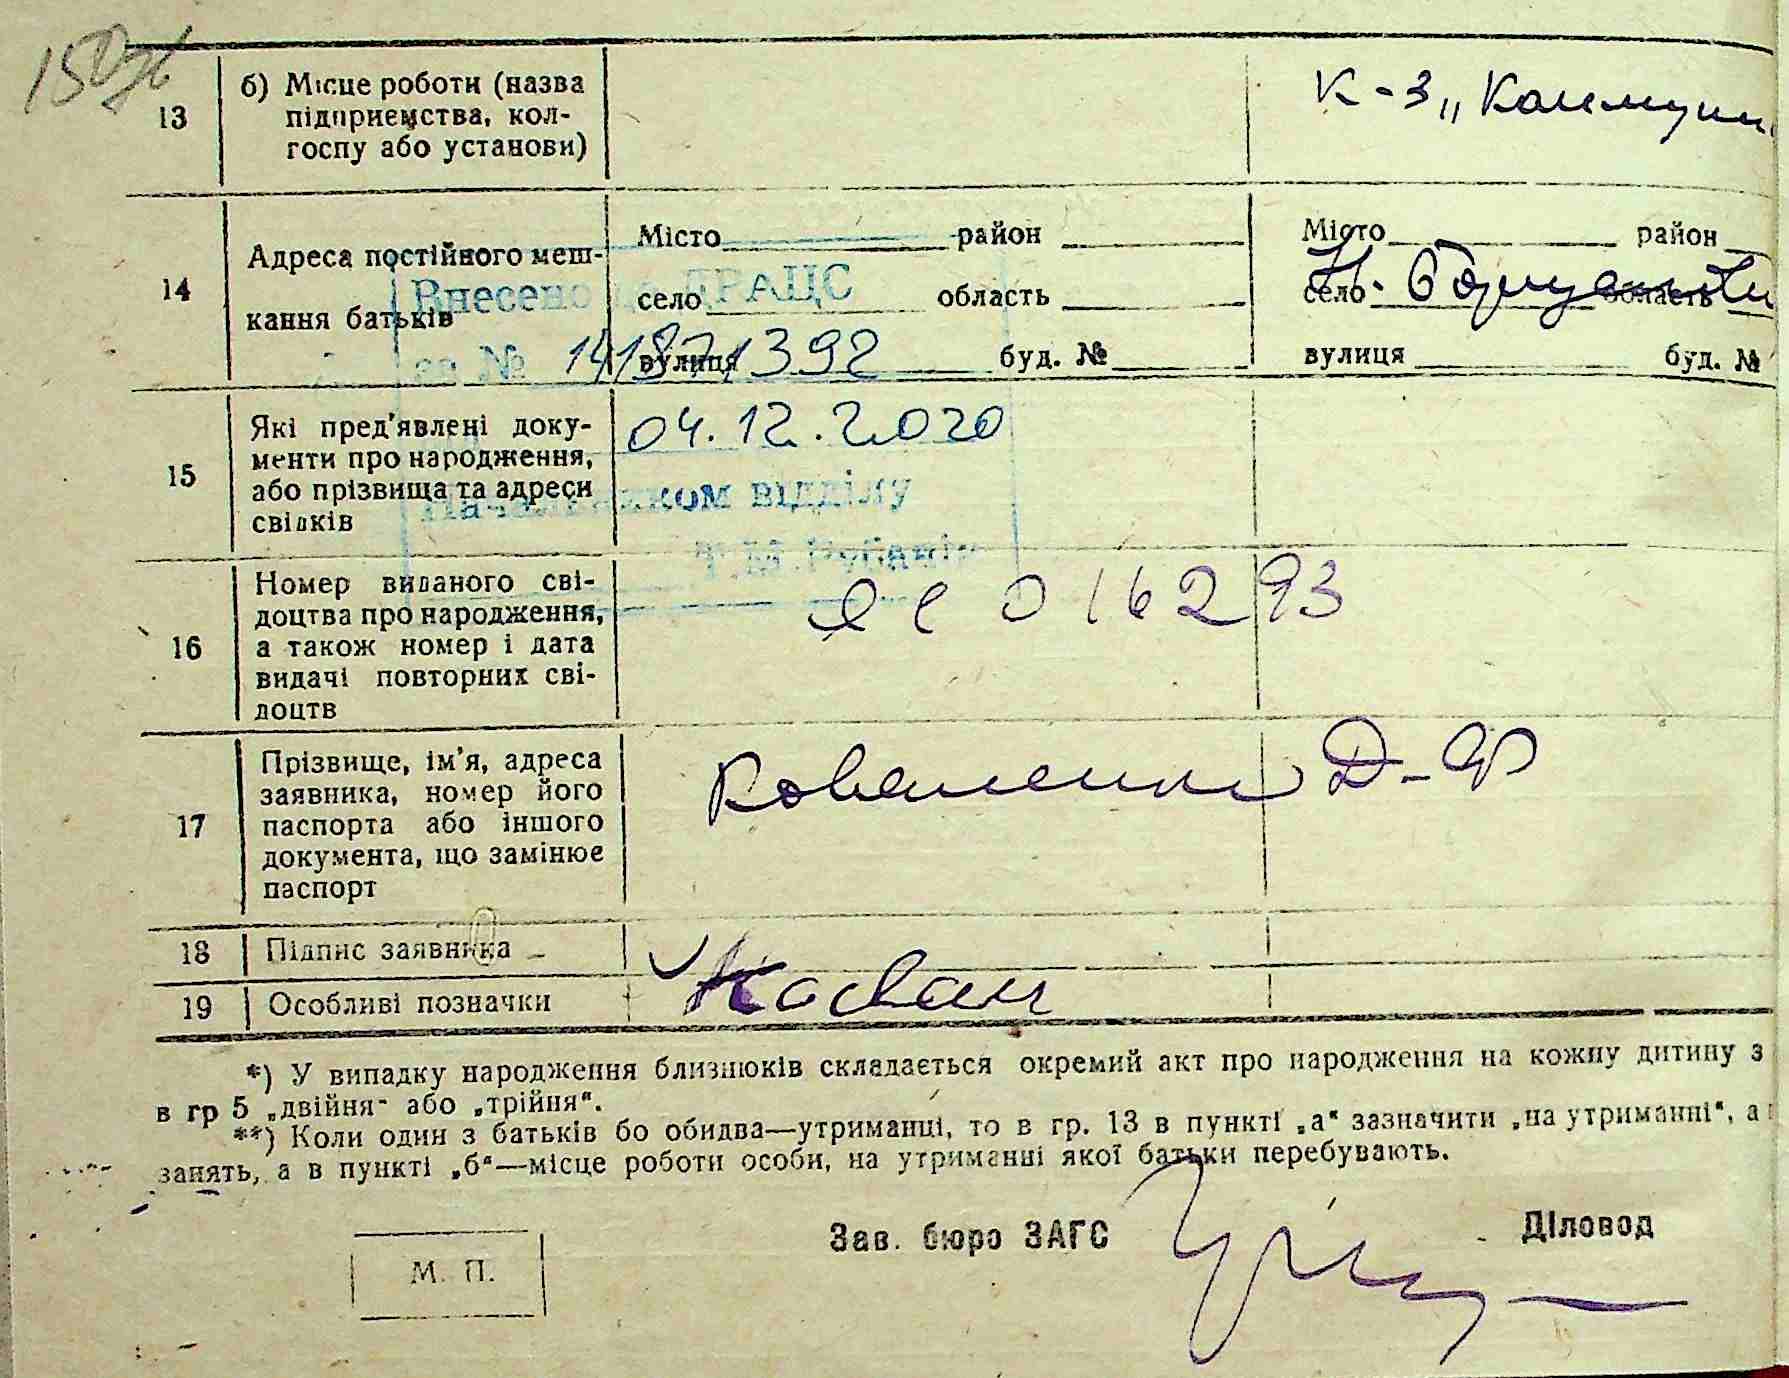 13
б) Місце роботи (назва
підприємства, кол-
госпу або установи)
К-з „Коммуни
14
Адреса постійного меш-
кання батьків
Місто район
село область
вулиця буд. №
Місто район
село область
вулиця буд. №
Внесено до ДРАЦС
за № 14187392
04.12.2020
Начальником відділу
15
Які пред'явлені доку-
менти про народження,
або прізвища та адреси
свідків
16
Номер виданого сві-
доцтва про народження,
а також номер і дата
видачі повторних сві-
доцтв
016293
17
Прізвище, ім'я, адреса
заявника, номер його
паспорта або іншого
документа, що замінює
паспорт
Коваленко Д-Ф
18
Підпис заявника
19
Особливі позначки
Кован
*) У випадку народження близнюків складається окремий акт про народження на кожну дитину з
в гр 5 „двійня" або „трійня".
**) Коли один з батьків бо обидва—утриманці, то в гр. 13 в пункті „а" зазначити „на утриманні", а
занять, а в пункті „б"—місце роботи особи, на утриманні якої батьки перебувають.
Зав. бюро ЗАГС
Діловод
М. П.